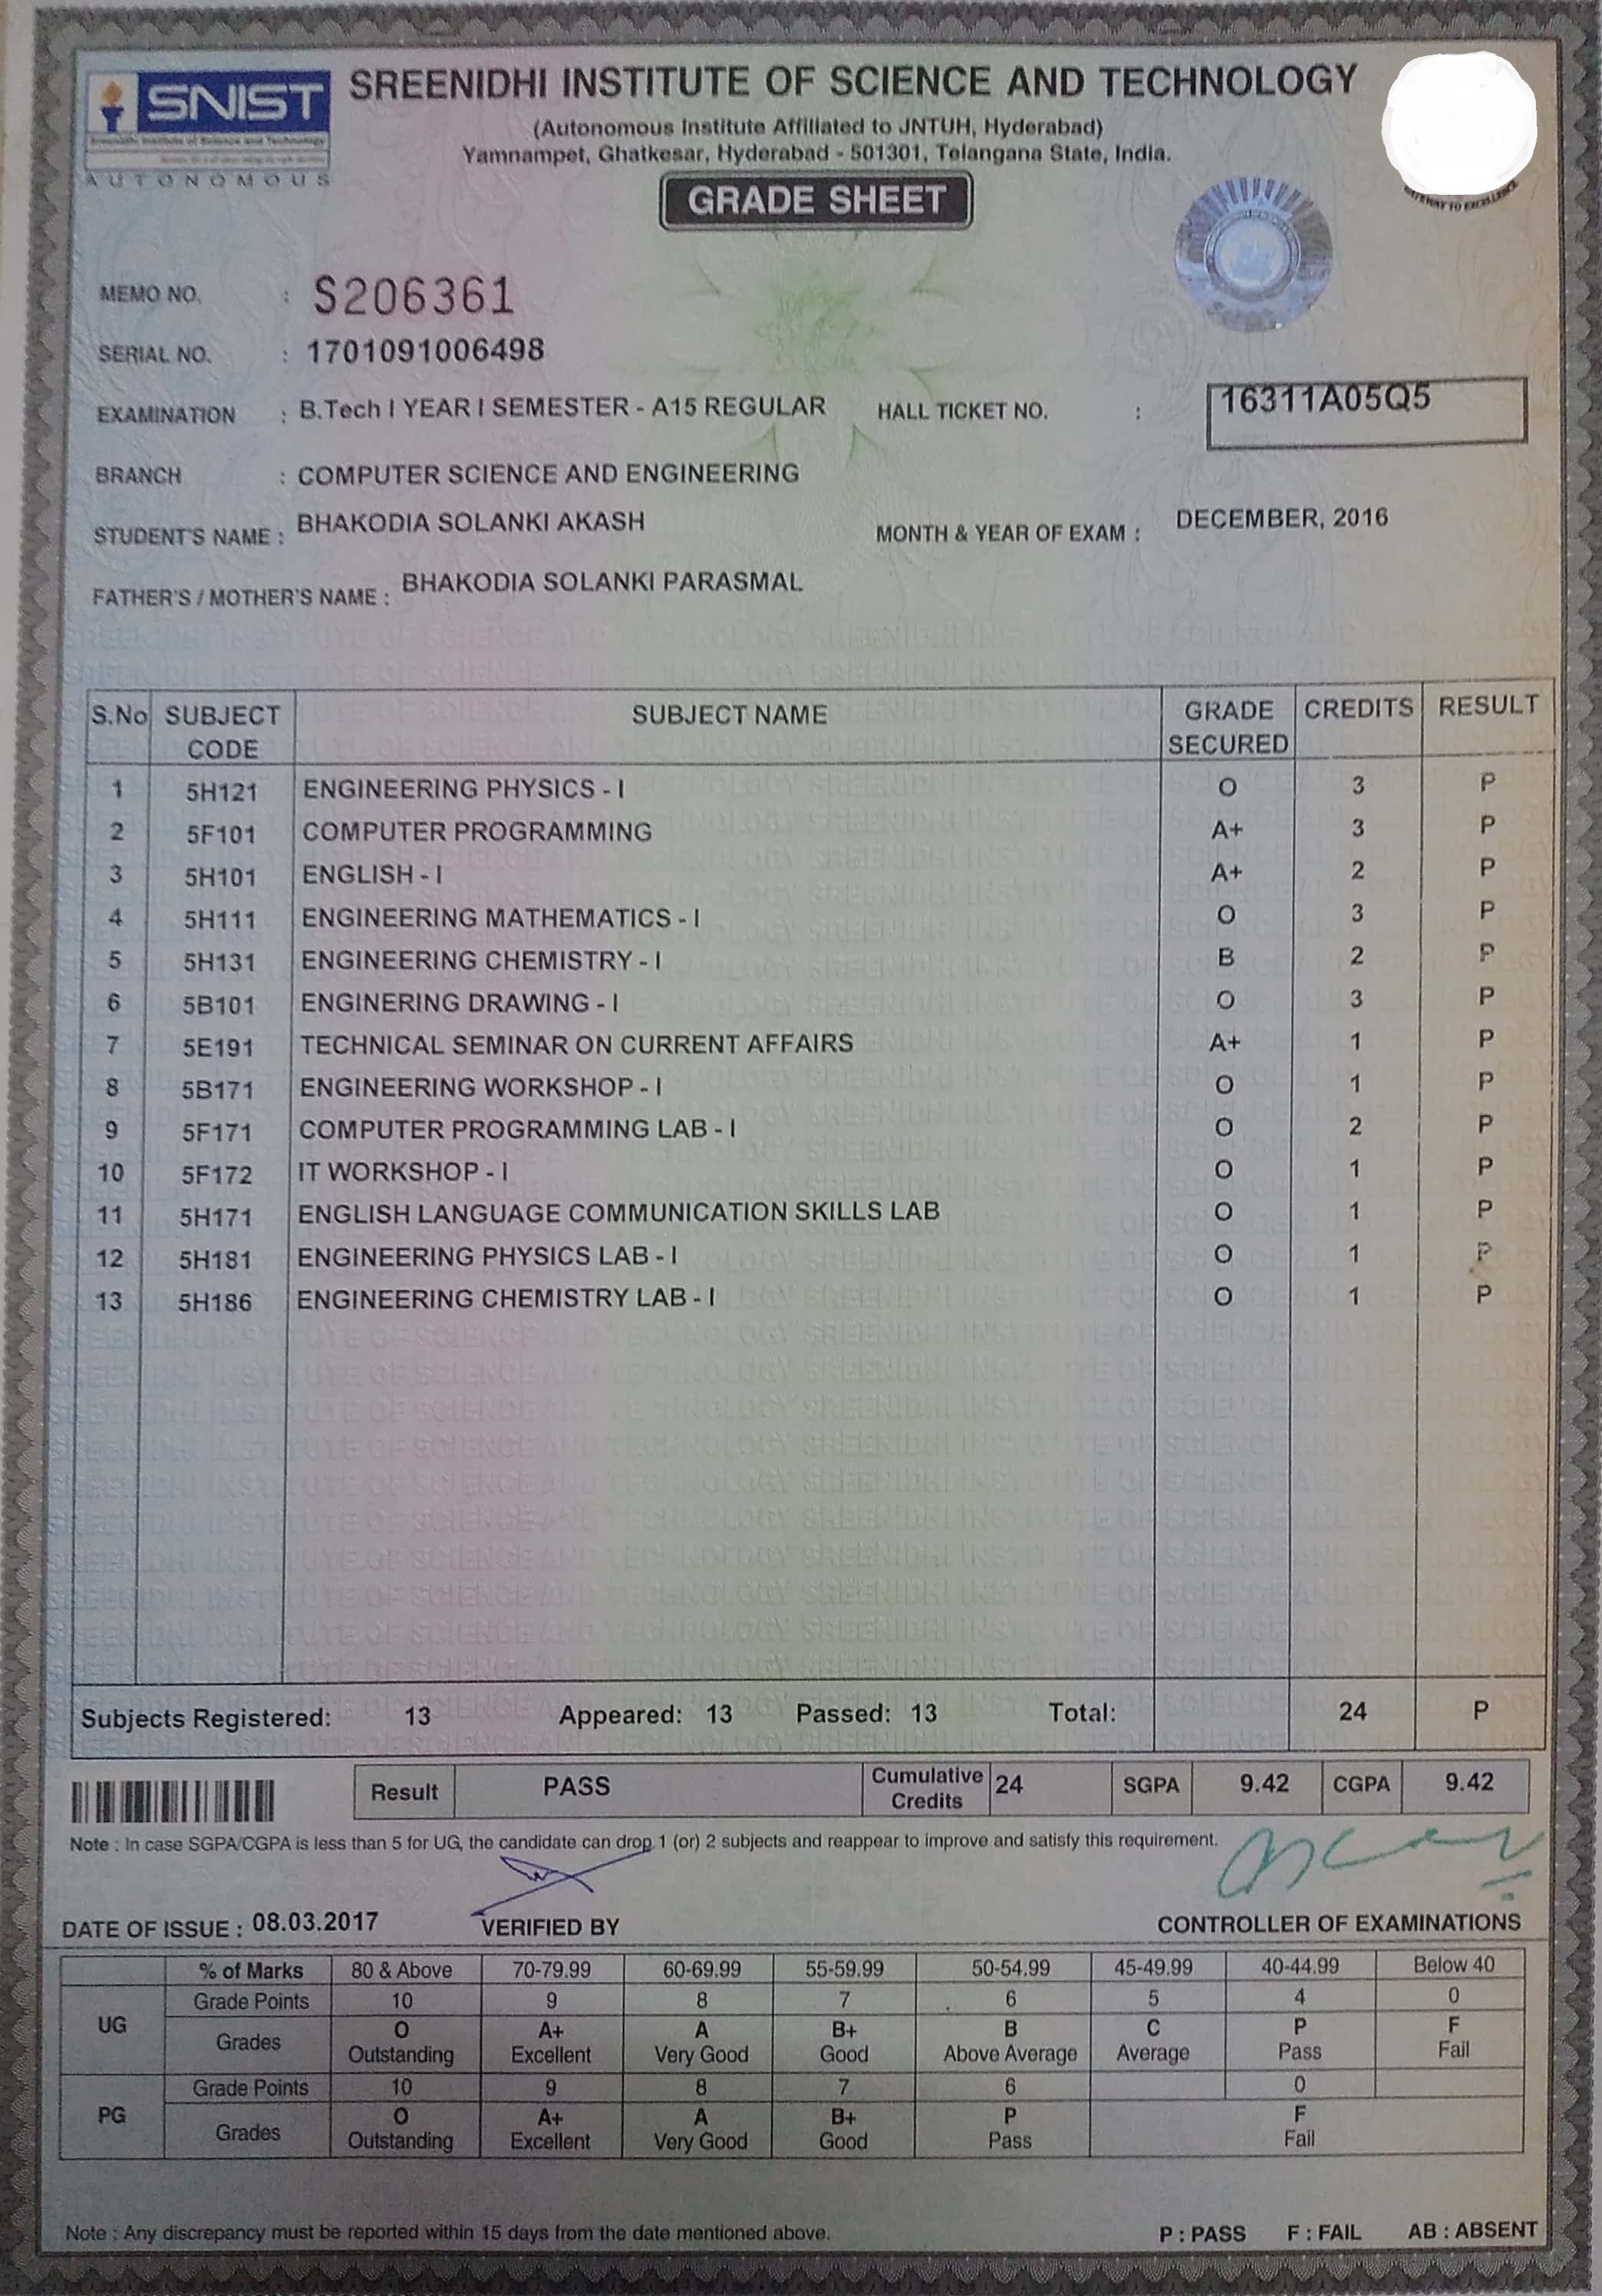 SNIST
Sreenidhi Institute of Science and Technology
AUTONOMOUS
SREENIDHI INSTITUTE OF SCIENCE AND TECHNOLOGY
(Autonomous Institute Affiliated to JNTUH, Hyderabad)
Yamnampet, Ghatkesar, Hyderabad - 501301, Telangana State, India.
GRADE SHEET
MEMO NO. : S206361
SERIAL NO. : 1701091006498
EXAMINATION : B.Tech I YEAR I SEMESTER - A15 REGULAR HALL TICKET NO. : 16311A05Q5
BRANCH : COMPUTER SCIENCE AND ENGINEERING
STUDENT'S NAME : BHAKODIA SOLANKI AKASH MONTH & YEAR OF EXAM : DECEMBER, 2016
FATHER'S / MOTHER'S NAME : BHAKODIA SOLANKI PARASMAL
S.No SUBJECT CODE SUBJECT NAME GRADE SECURED CREDITS RESULT
1 5H121 ENGINEERING PHYSICS - I O 3 P
2 5F101 COMPUTER PROGRAMMING A+ 3 P
3 5H101 ENGLISH - I A+ 2 P
4 5H111 ENGINEERING MATHEMATICS - I O 3 P
5 5H131 ENGINEERING CHEMISTRY - I B 2 P
6 5B101 ENGINERING DRAWING - I O 3 P
7 5E191 TECHNICAL SEMINAR ON CURRENT AFFAIRS A+ 1 P
8 5B171 ENGINEERING WORKSHOP - I O 1 P
9 5F171 COMPUTER PROGRAMMING LAB - I O 2 P
10 5F172 IT WORKSHOP - I O 1 P
11 5H171 ENGLISH LANGUAGE COMMUNICATION SKILLS LAB O 1 P
12 5H181 ENGINEERING PHYSICS LAB - I O 1 P
13 5H186 ENGINEERING CHEMISTRY LAB - I O 1 P
Subjects Registered: 13 Appeared: 13 Passed: 13 Total: 24 P
Result PASS Cumulative Credits 24 SGPA 9.42 CGPA 9.42
Note : In case SGPA/CGPA is less than 5 for UG, the candidate can drop 1 (or) 2 subjects and reappear to improve and satisfy this requirement.
DATE OF ISSUE : 08.03.2017 VERIFIED BY CONTROLLER OF EXAMINATIONS
% of Marks 80 & Above 70-79.99 60-69.99 55-59.99 50-54.99 45-49.99 40-44.99 Below 40
UG
Grade Points 10 9 8 7 6 5 4 0
Grades O A+ A B+ B C P F
Outstanding Excellent Very Good Good Above Average Average Pass Fail
PG
Grade Points 10 9 8 7 6 0
Grades O A+ A B+ P F
Outstanding Excellent Very Good Good Pass Fail
Note : Any discrepancy must be reported within 15 days from the date mentioned above.
P : PASS F : FAIL AB : ABSENT